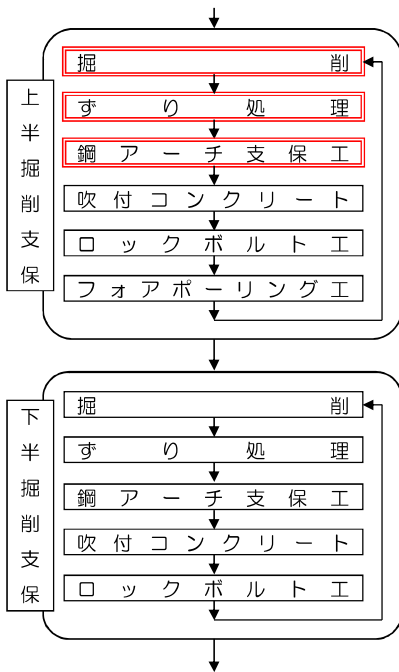 上半掘削支保
掘削
ずり処理
鋼アーチ支保工
吹付コンクリート
ロックボルト工
フォアポーリング工
下半掘削支保
掘削
ずり処理
鋼アーチ支保工
吹付コンクリート
ロックボルト工